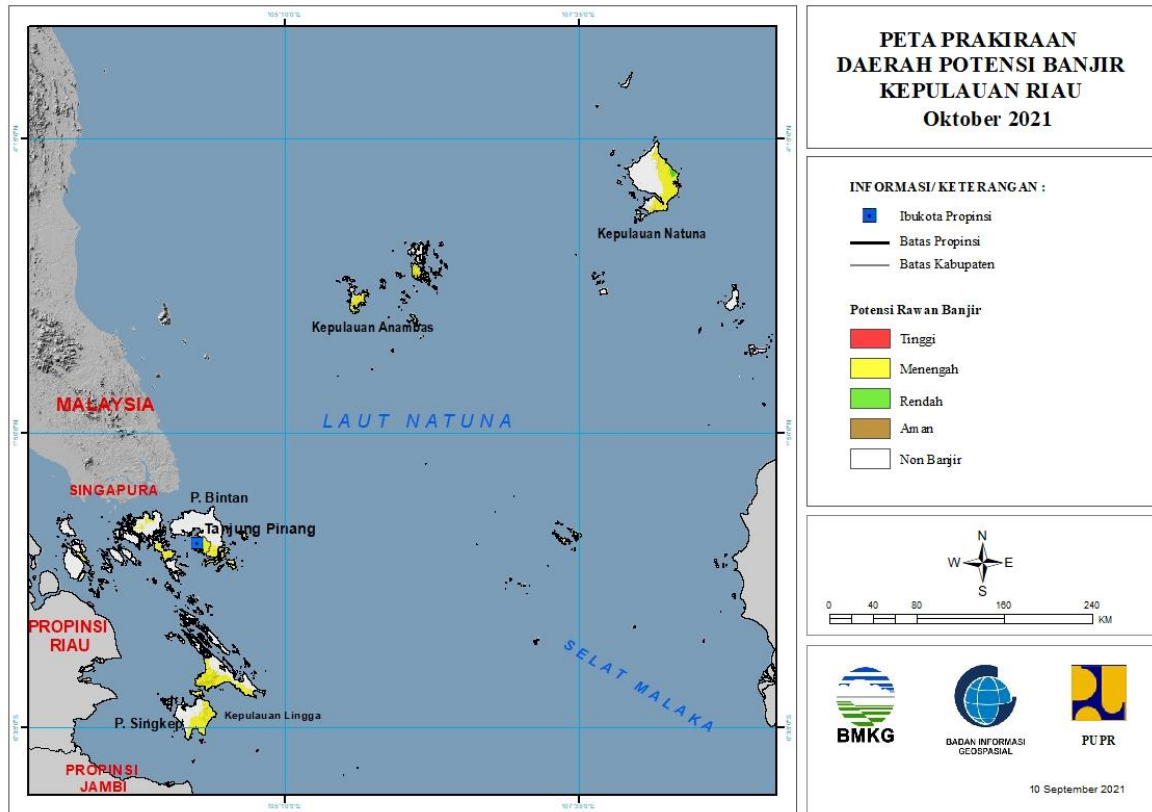 PETA PRAKIRAAN
DAERAH POTENSI BANJIR
KEPULAUAN RIAU
Oktober 2021
INFORMASI/KETERANGAN :
Ibukota Propinsi
Batas Propinsi
Batas Kabupaten
Potensi Rawan Banjir
Tinggi
Menengah
Rendah
Aman
Non Banjir
N
W E
S
0 40 80 160 240
KM
BMKG
BADAN INFORMASI
GEOSPASIAL
PUPR
10 September 2021
Kepulauan Natuna
Kepulauan Anambas
MALAYSIA
LAUT NATUNA
SINGAPURA
P. Bintan
Tanjung Pinang
PROPINSI
RIAU
SELAT MALAKA
P. Singkep
Kepulauan Lingga
PROPINSI
JAMBI